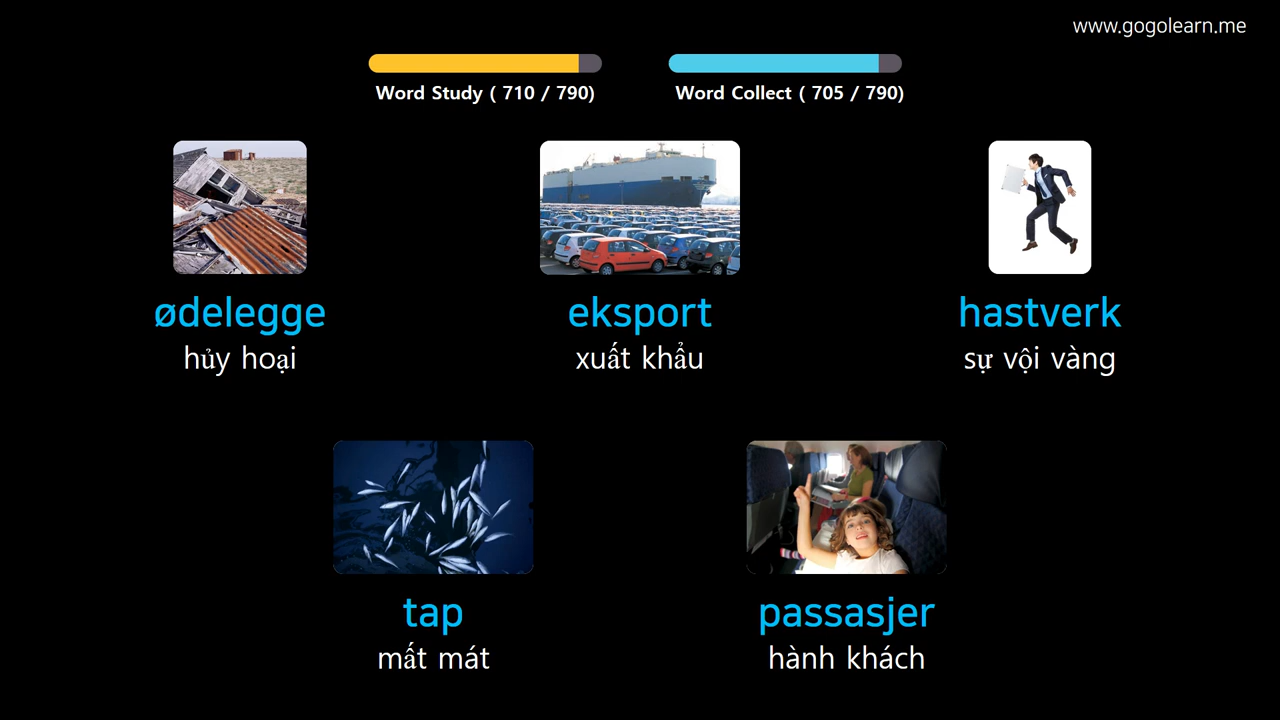 www.gogolearn.me
Word Study ( 710 / 790)
Word Collect ( 705 / 790)
ødelegge
hủy hoại
eksport
xuất khẩu
hastverk
sự vội vàng
tap
mất mát
passasjer
hành khách